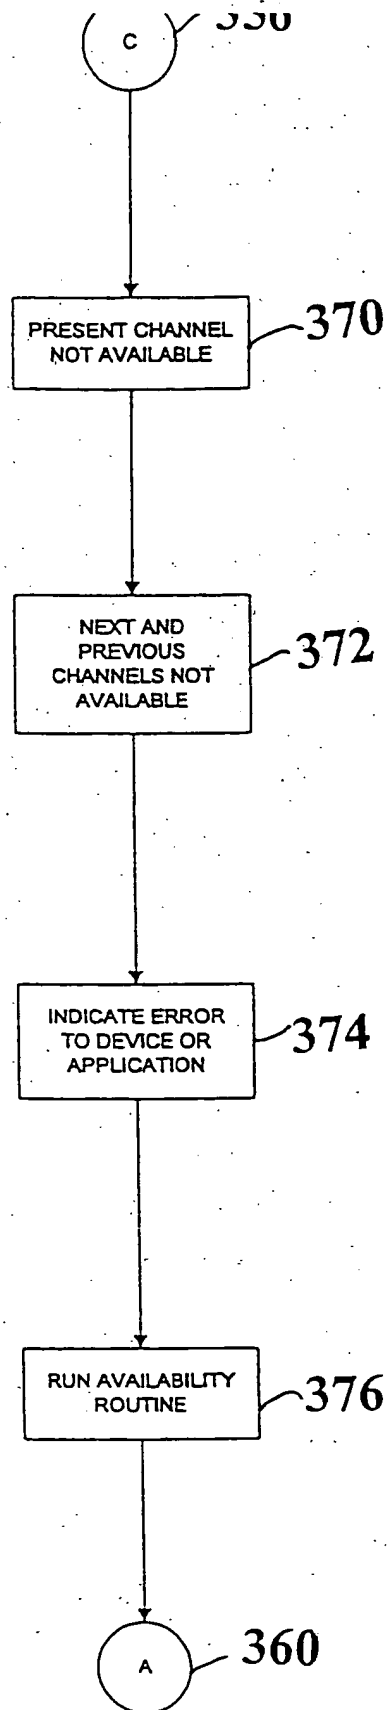 C
PRESENT CHANNEL
NOT AVAILABLE
370
NEXT AND
PREVIOUS
CHANNELS NOT
AVAILABLE
372
INDICATE ERROR
TO DEVICE OR
APPLICATION
374
RUN AVAILABILITY
ROUTINE
376
A
360